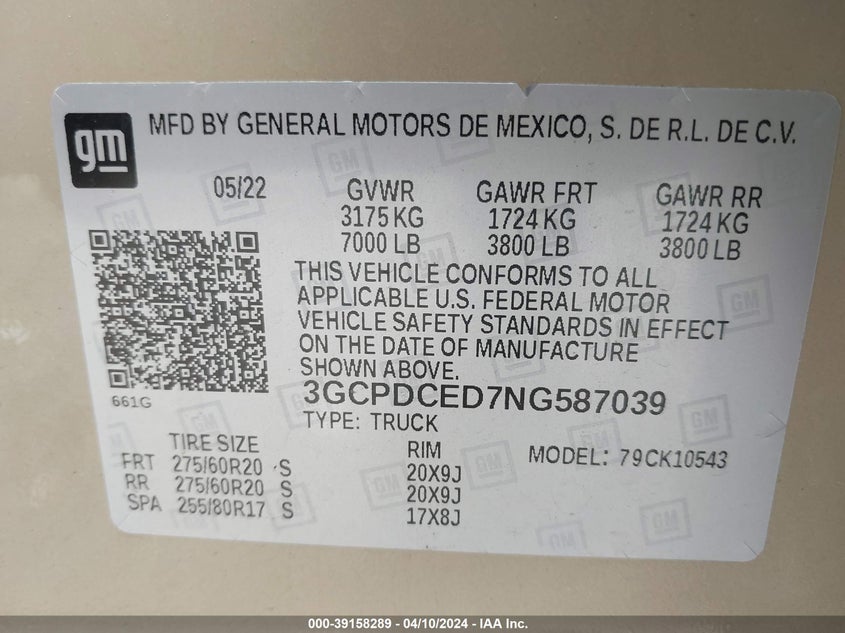 gm
MFD BY GENERAL MOTORS DE MEXICO, S. DE R.L. DE C.V.
05/22 GVWR GAWR FRT GAWR RR
3175 KG 1724 KG 1724 KG
7000 LB 3800 LB 3800 LB
THIS VEHICLE CONFORMS TO ALL
APPLICABLE U.S. FEDERAL MOTOR
VEHICLE SAFETY STANDARDS IN EFFECT
ON THE DATE OF MANUFACTURE
SHOWN ABOVE.
661G
3GCPDCED7NG587039
TYPE: TRUCK
TIRE SIZE RIM MODEL: 79CK10543
FRT 275/60R20 S 20X9J
RR 275/60R20 S 20X9J
SPA 255/80R17 S 17X8J
000-39158289 - 04/10/2024 - IAA Inc.